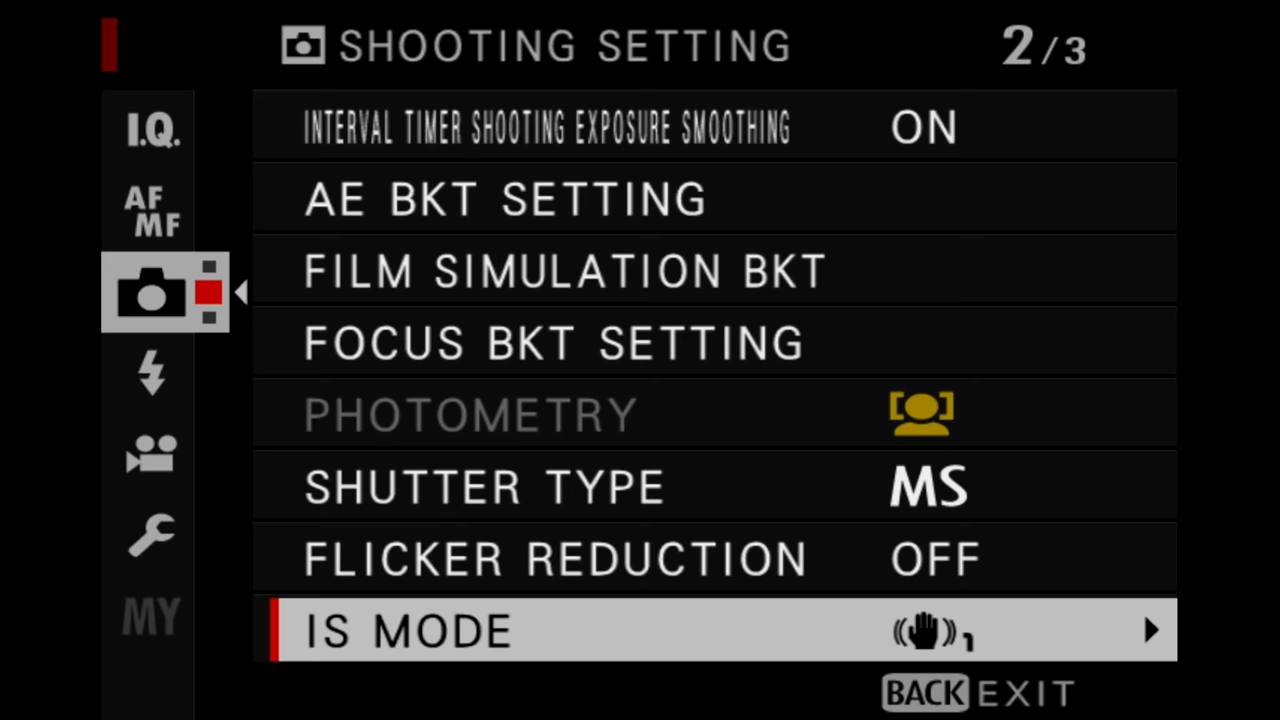 SHOOTING SETTING 2/3
I.Q.
INTERVAL TIMER SHOOTING EXPOSURE SMOOTHING ON
AF
MF
AE BKT SETTING
FILM SIMULATION BKT
FOCUS BKT SETTING
PHOTOMETRY
SHUTTER TYPE MS
FLICKER REDUCTION OFF
MY
IS MODE 1
BACK EXIT